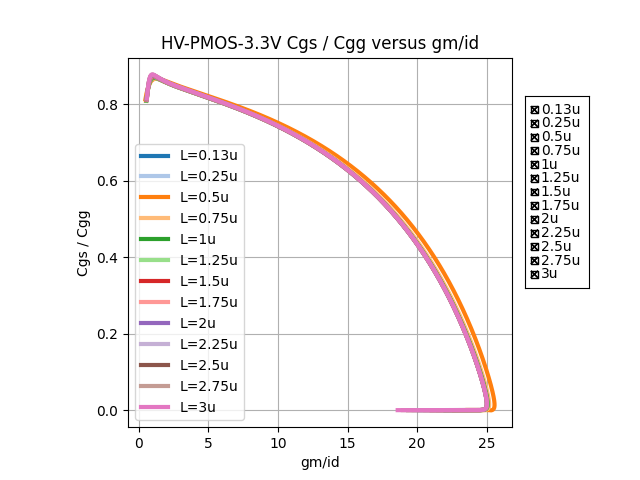 HV-PMOS-3.3V Cgs / Cgg versus gm/id
Cgs / Cgg
0.8
0.6
0.4
0.2
0.0
L=0.13u
L=0.25u
L=0.5u
L=0.75u
L=1u
L=1.25u
L=1.5u
L=1.75u
L=2u
L=2.25u
L=2.5u
L=2.75u
L=3u
0 5 10 15 20 25
gm/id
0.13u
0.25u
0.5u
0.75u
1u
1.25u
1.5u
1.75u
2u
2.25u
2.5u
2.75u
3u